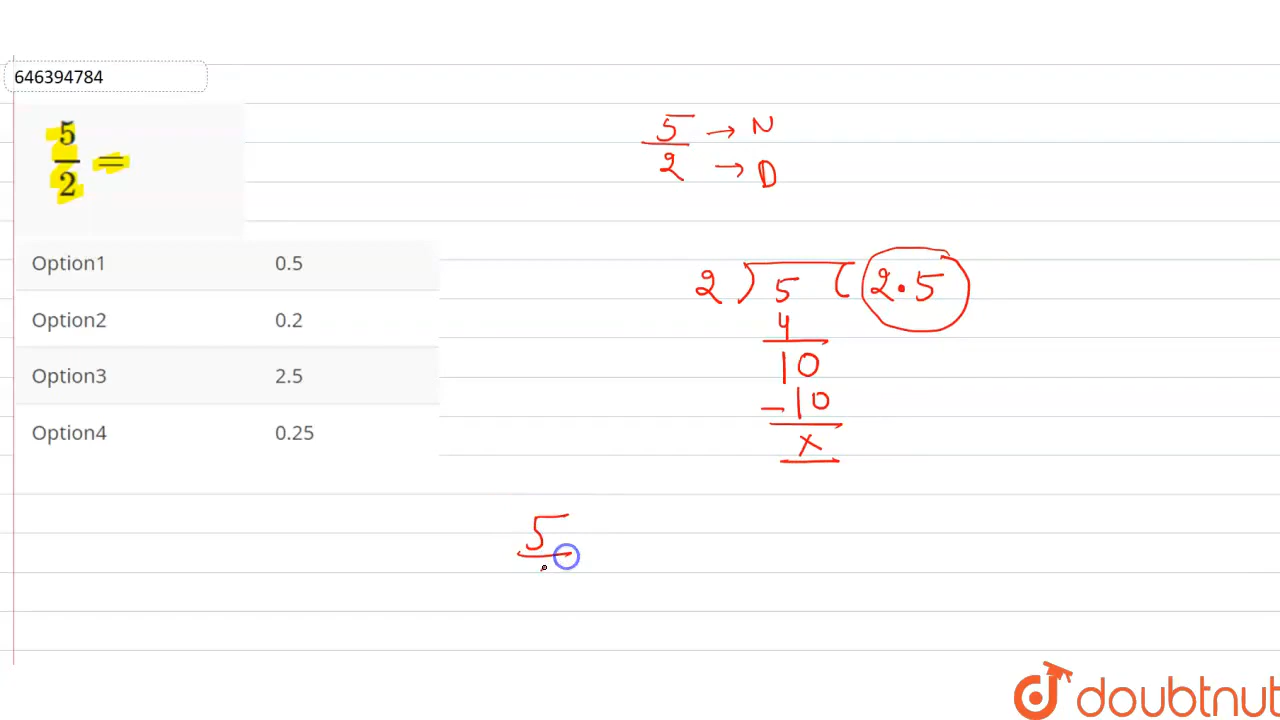 646394784
5
2 =
Option1 0.5
Option2 0.2
Option3 2.5
Option4 0.25
5 → N
2 → D
2 ) 5 ( 2.5
4
10
-10
x
5
doubtnut